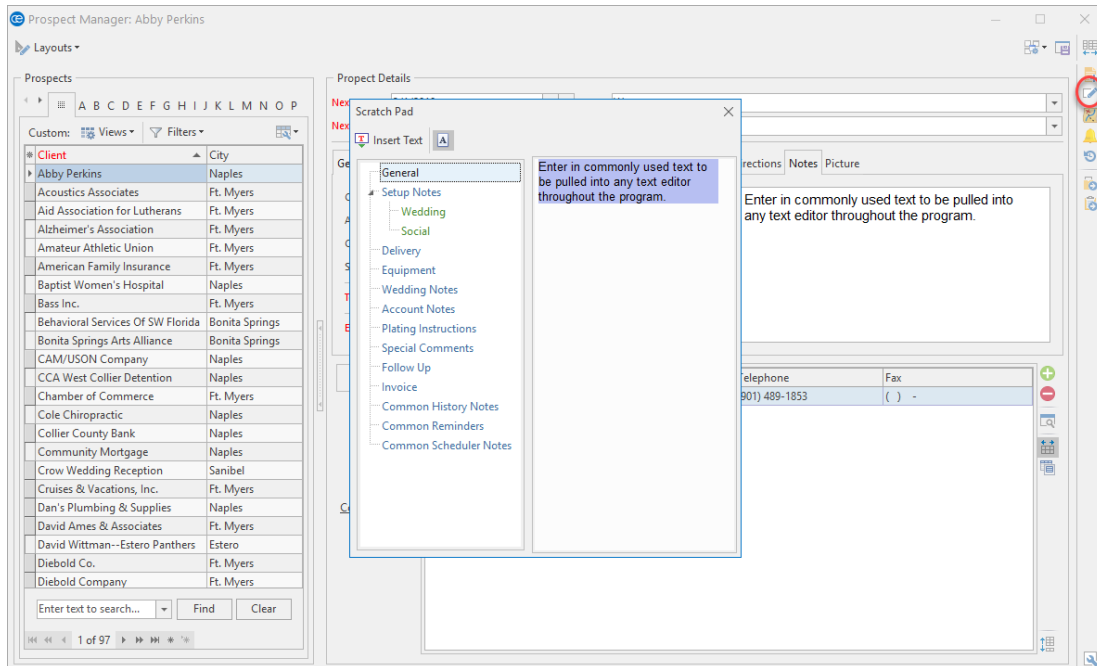 Prospect Manager: Abby Perkins
Layouts
Prospects
Propect Details
A B C D E F G H I J K L M N O P
Custom: Views Filters
Client City
Abby Perkins Naples
Acoustics Associates Ft. Myers
Aid Association for Lutherans Ft. Myers
Alzheimer's Association Ft. Myers
Amateur Athletic Union Ft. Myers
American Family Insurance Ft. Myers
Baptist Women's Hospital Naples
Bass Inc. Ft. Myers
Behavioral Services Of SW Florida Bonita Springs
Bonita Springs Arts Alliance Bonita Springs
CAM/USON Company Naples
CCA West Collier Detention Naples
Chamber of Commerce Ft. Myers
Cole Chiropractic Naples
Collier County Bank Naples
Community Mortgage Naples
Crow Wedding Reception Sanibel
Cruises & Vacations, Inc. Ft. Myers
Dan's Plumbing & Supplies Naples
David Ames & Associates Ft. Myers
David Wittman--Estero Panthers Estero
Diebold Co. Ft. Myers
Diebold Company Ft. Myers
Enter text to search... Find Clear
1 of 97
Scratch Pad
Insert Text A
General
Setup Notes
Wedding
Social
Delivery
Equipment
Wedding Notes
Account Notes
Plating Instructions
Special Comments
Follow Up
Invoice
Common History Notes
Common Reminders
Common Scheduler Notes
Enter in commonly used text to
be pulled into any text editor
throughout the program.
Notes Picture
Enter in commonly used text to be pulled into
any text editor throughout the program.
Fax
901) 489-1853 ( ) -